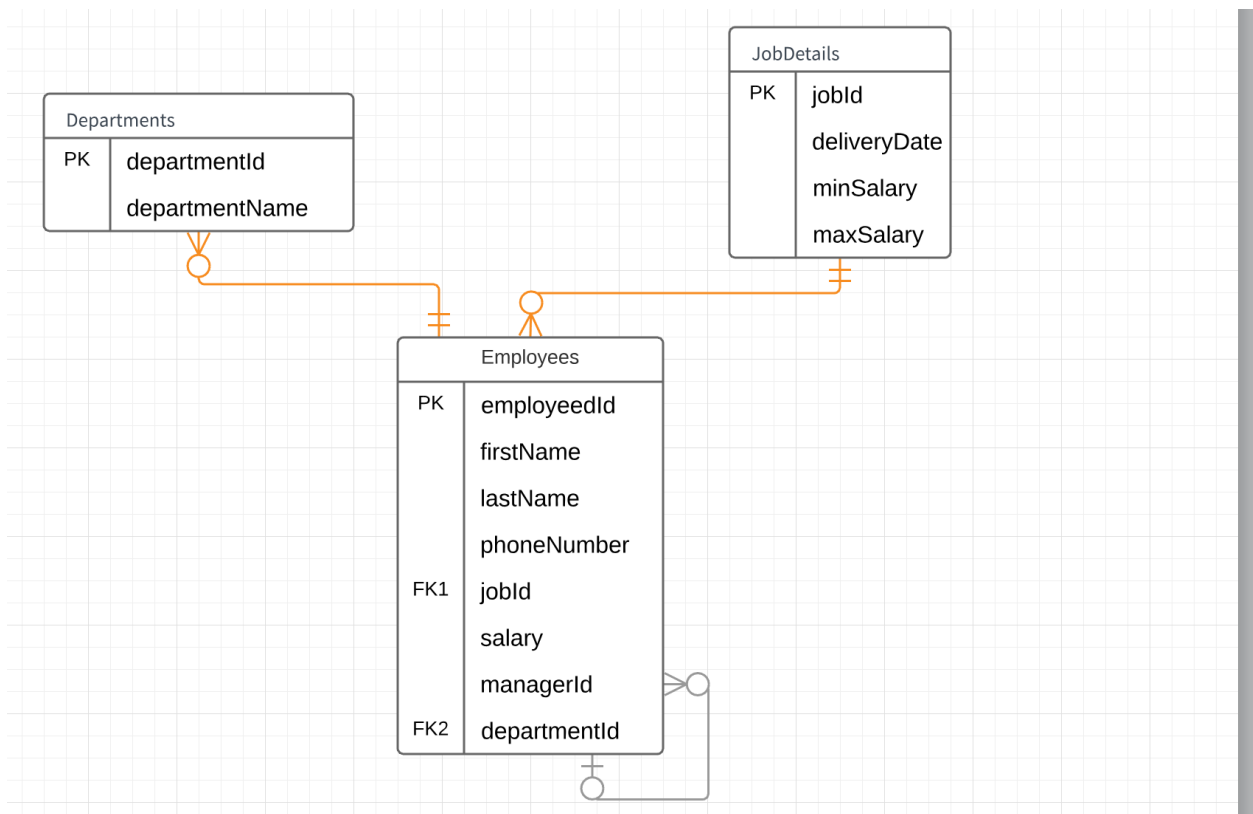 JobDetails
PK jobId
deliveryDate
minSalary
maxSalary
Departments
PK departmentId
departmentName
Employees
PK employeedId
firstName
lastName
phoneNumber
FK1 jobId
salary
managerId
FK2 departmentId